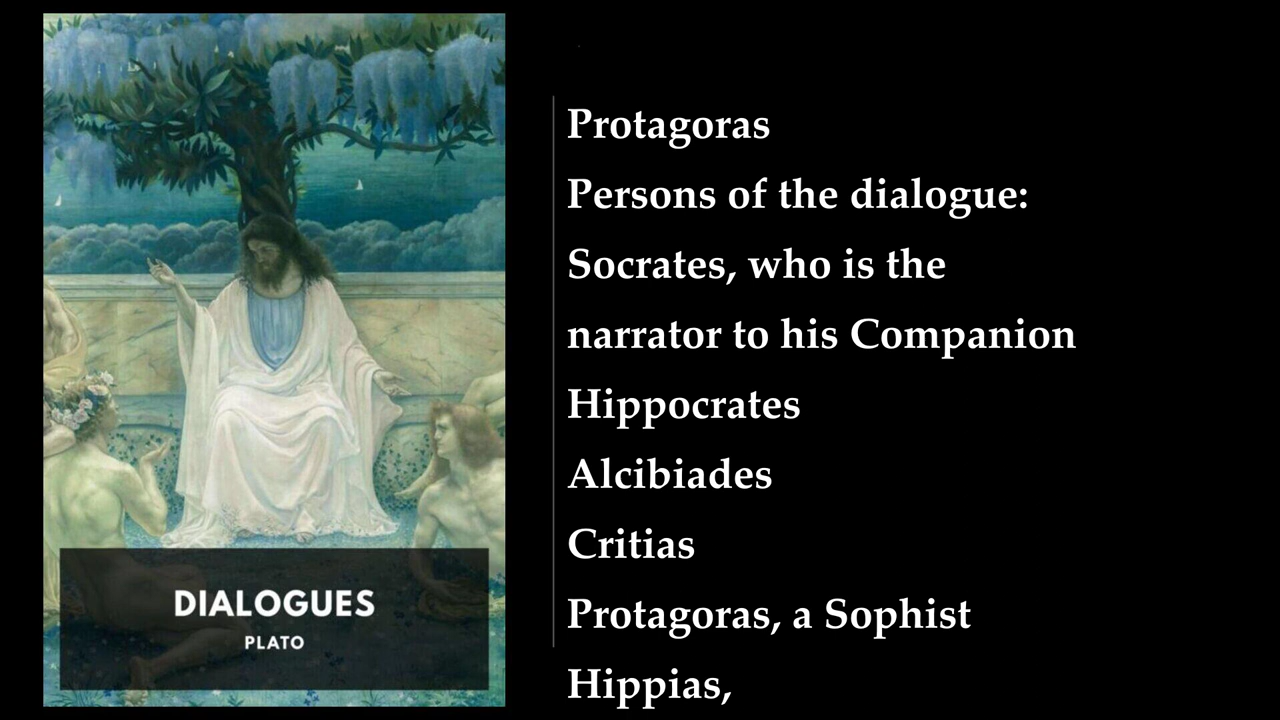 DIALOGUES
PLATO
Protagoras
Persons of the dialogue:
Socrates, who is the
narrator to his Companion
Hippocrates
Alcibiades
Critias
Protagoras, a Sophist
Hippias,